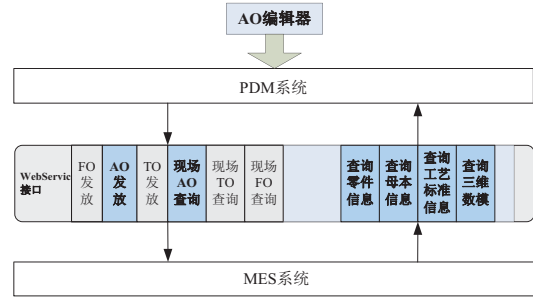 AO编辑器
PDM系统
WebServic
接口
FO
发
放
AO
发
放
TO
发
放
现场
AO
查询
现场
TO
查询
现场
FO
查询
查询
零件
信息
查询
母本
信息
查询
工艺
标准
信息
查询
三维
数模
MES系统